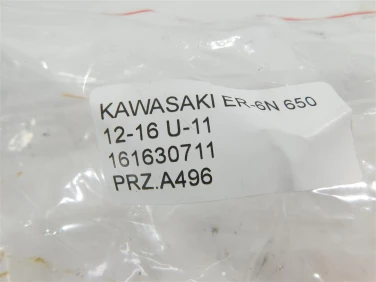 KAWASAKI ER-6N 650
12-16 U-11
161630711
PRZ.A496